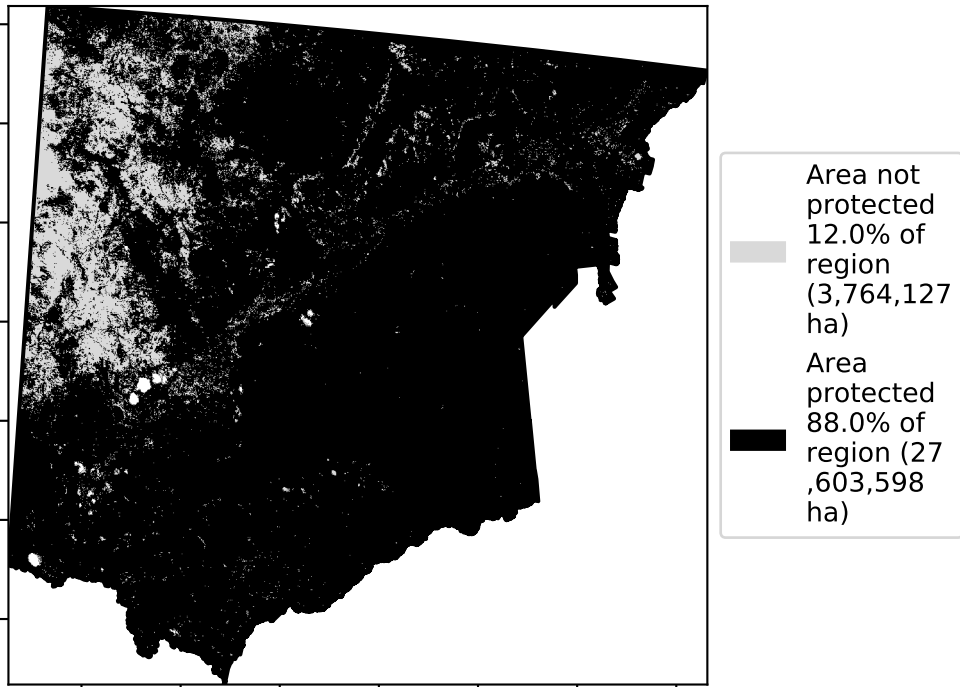 Area not
protected
12.0% of
region
(3,764,127
ha)
Area
protected
88.0% of
region (27
,603,598
ha)